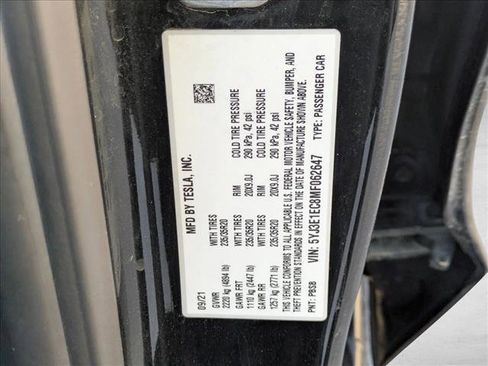 MFD BY TESLA, INC.
09/21
GVWR WITH TIRES RIM COLD TIRE PRESSURE
2220 kg (4894 lb) 235/35R20 20X9.0J 290 kPa, 42 psi
GAWR FRT WITH TIRES RIM COLD TIRE PRESSURE
1110 kg (2447 lb) 235/35R20 20X9.0J 290 kPa, 42 psi
GAWR RR
1257 kg (2771 lb)
THIS VEHICLE CONFORMS TO ALL APPLICABLE U.S. FEDERAL MOTOR VEHICLE SAFETY, BUMPER, AND
THEFT PREVENTION STANDARDS IN EFFECT ON THE DATE OF MANUFACTURE SHOWN ABOVE.
VIN: 5YJ3E1EC8MF062647
PNT: PBSB TYPE: PASSENGER CAR